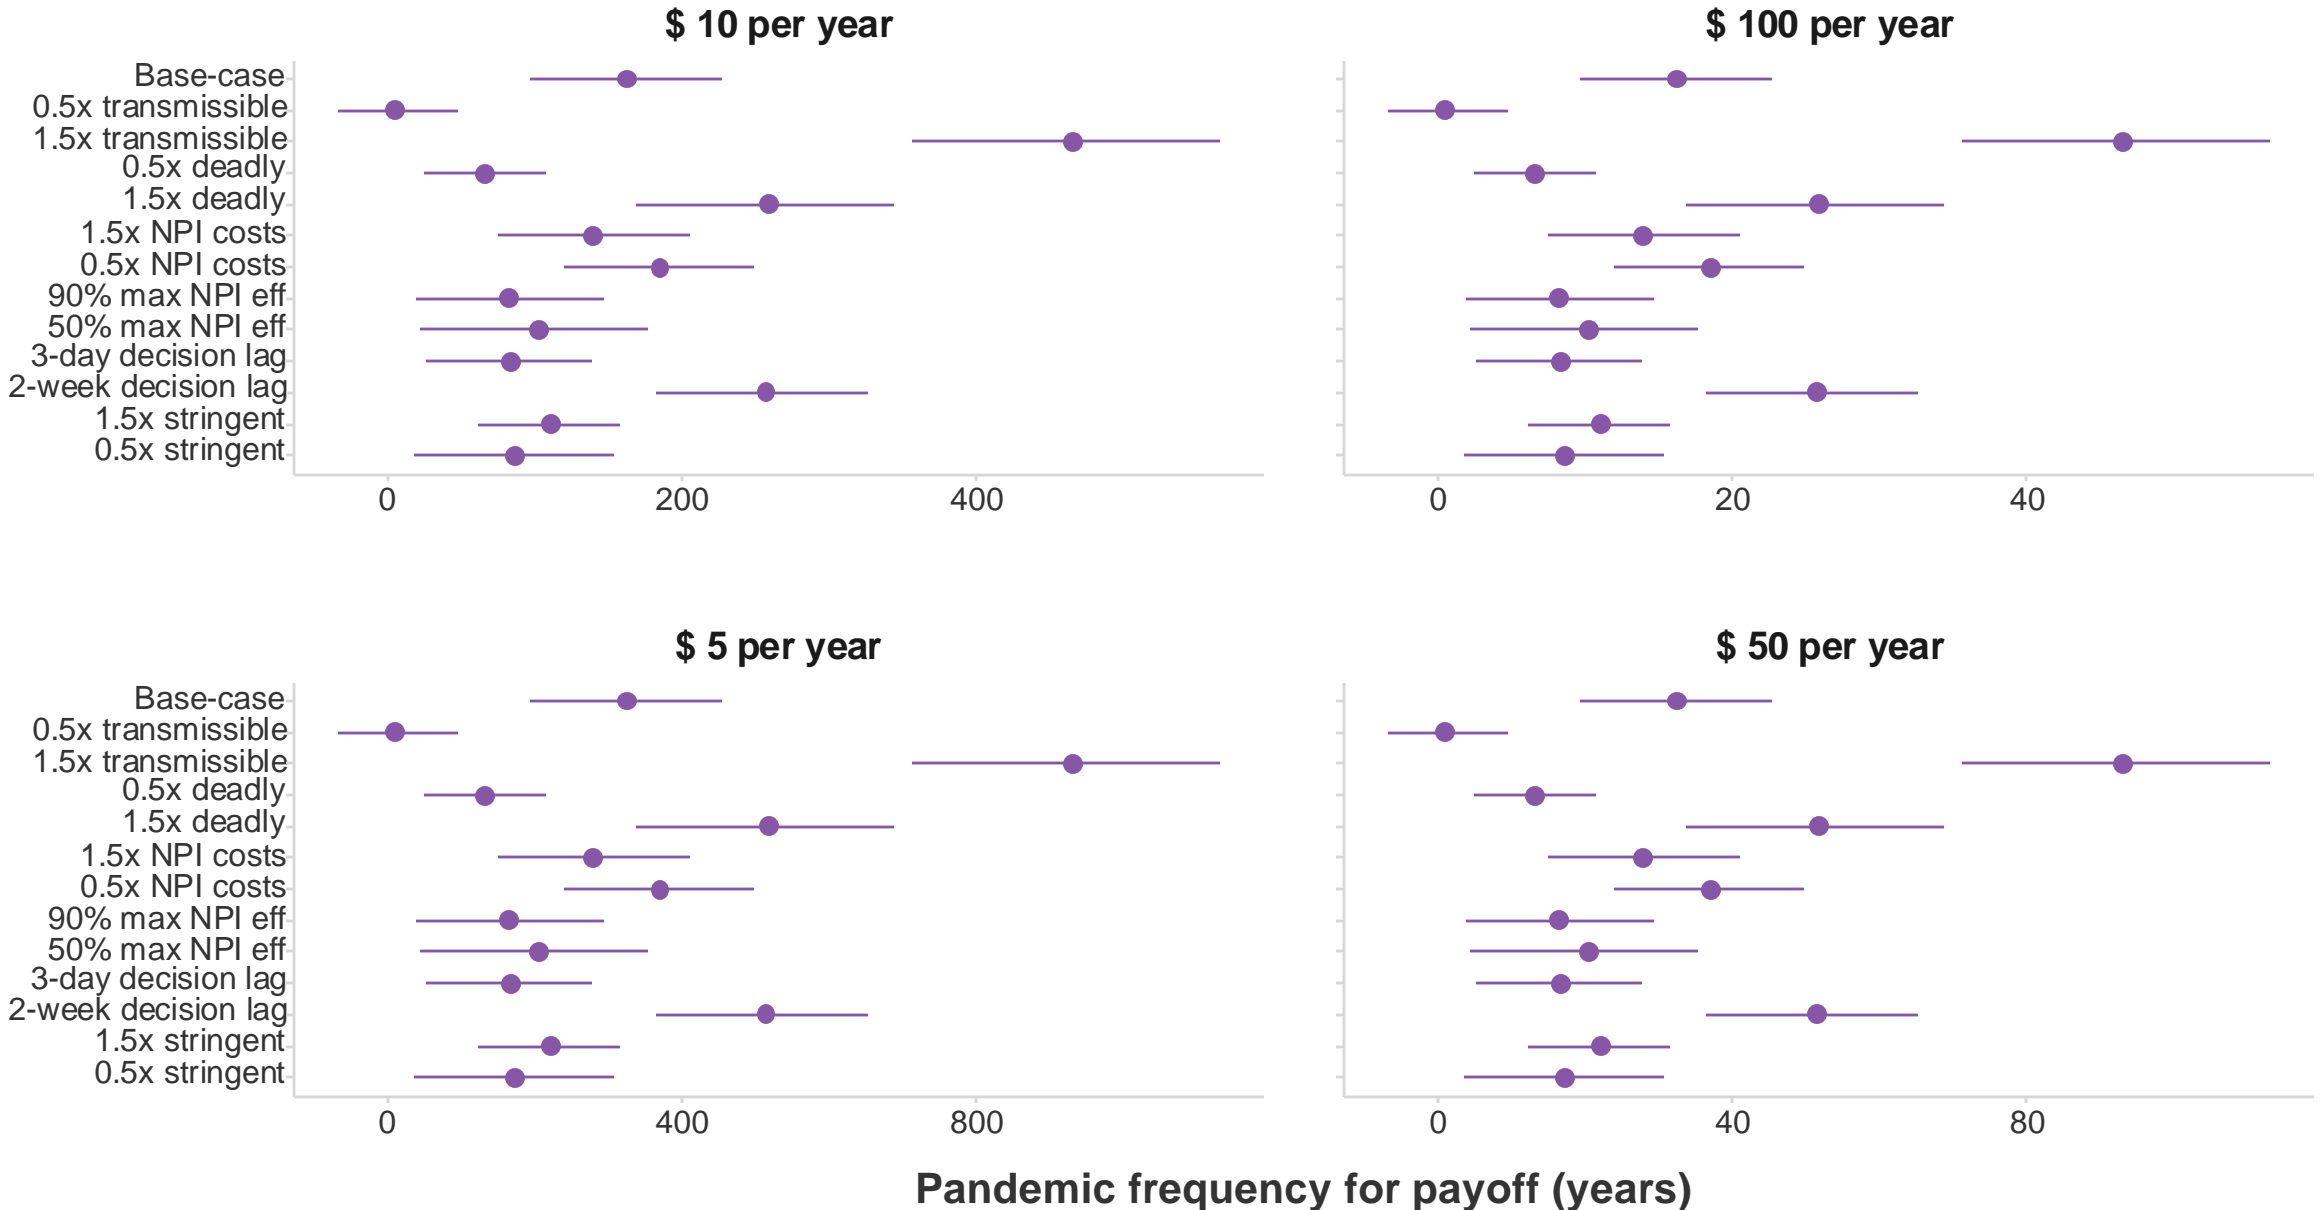 $ 10 per year
Base-case
0.5x transmissible
1.5x transmissible
0.5x deadly
1.5x deadly
1.5x NPI costs
0.5x NPI costs
90% max NPI eff
50% max NPI eff
3-day decision lag
2-week decision lag
1.5x stringent
0.5x stringent
0 200 400
$ 100 per year
0 20 40
$ 5 per year
Base-case
0.5x transmissible
1.5x transmissible
0.5x deadly
1.5x deadly
1.5x NPI costs
0.5x NPI costs
90% max NPI eff
50% max NPI eff
3-day decision lag
2-week decision lag
1.5x stringent
0.5x stringent
0 400 800
$ 50 per year
0 40 80
Pandemic frequency for payoff (years)